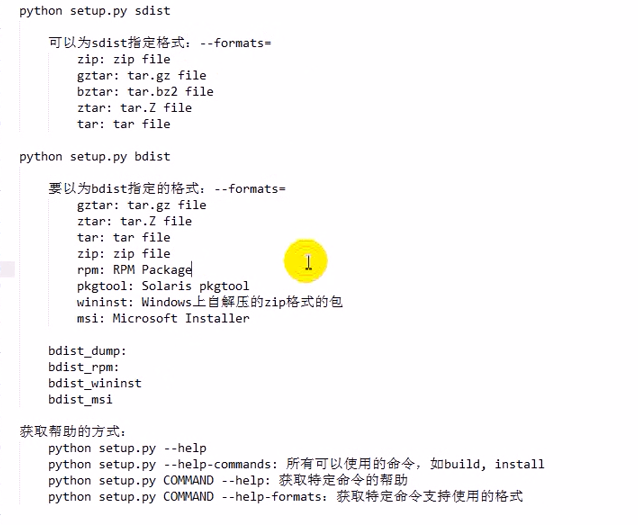 python setup.py sdist
可以为sdist指定格式：--formats=
zip: zip file
gztar: tar.gz file
bztar: tar.bz2 file
ztar: tar.Z file
tar: tar file
python setup.py bdist
要以为bdist指定的格式：--formats=
gztar: tar.gz file
ztar: tar.Z file
tar: tar file
zip: zip file
rpm: RPM Package
pkgtool: Solaris pkgtool
wininst: Windows上自解压的zip格式的包
msi: Microsoft Installer
bdist_dump:
bdist_rpm:
bdist_wininst
bdist_msi
获取帮助的方式：
python setup.py --help
python setup.py --help-commands: 所有可以使用的命令，如build, install
python setup.py COMMAND --help: 获取特定命令的帮助
python setup.py COMMAND --help-formats: 获取特定命令支持使用的格式